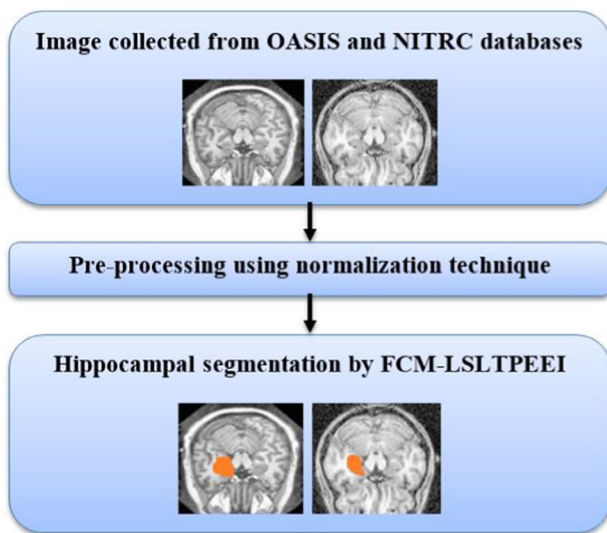 Image collected from OASIS and NITRC databases
Pre-processing using normalization technique
Hippocampal segmentation by FCM-LSLTPEEI